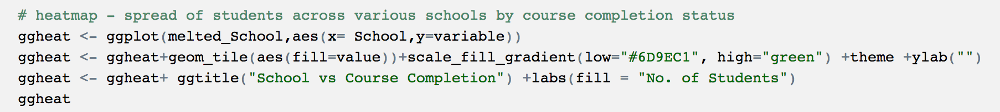 # heatmap - spread of students across various schools by course completion status
ggheat <- ggplot(melted_School,aes(x= School,y=variable))
ggheat <- ggheat+geom_tile(aes(fill=value))+scale_fill_gradient(low="#6D9EC1", high="green") +theme +ylab("")
ggheat <- ggheat+ ggtitle("School vs Course Completion") +labs(fill = "No. of Students")
ggheat